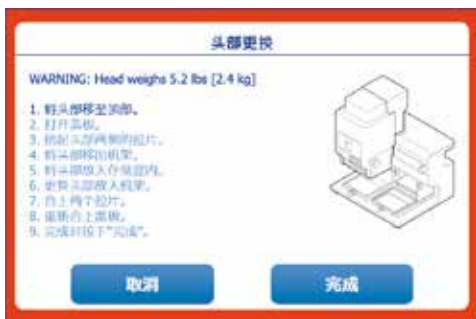 头部更换
WARNING: Head weighs 5.2 lbs [2.4 kg]
1. 将头部移至顶部。
2. 打开盖板。
3. 抬起头部两侧的拉片。
4. 将头部移出机架。
5. 将头部放入存储盒内。
6. 更换头部放入机架。
7. 合上两个拉片。
8. 重新合上盖板。
9. 完成时按下“完成”。
取消
完成